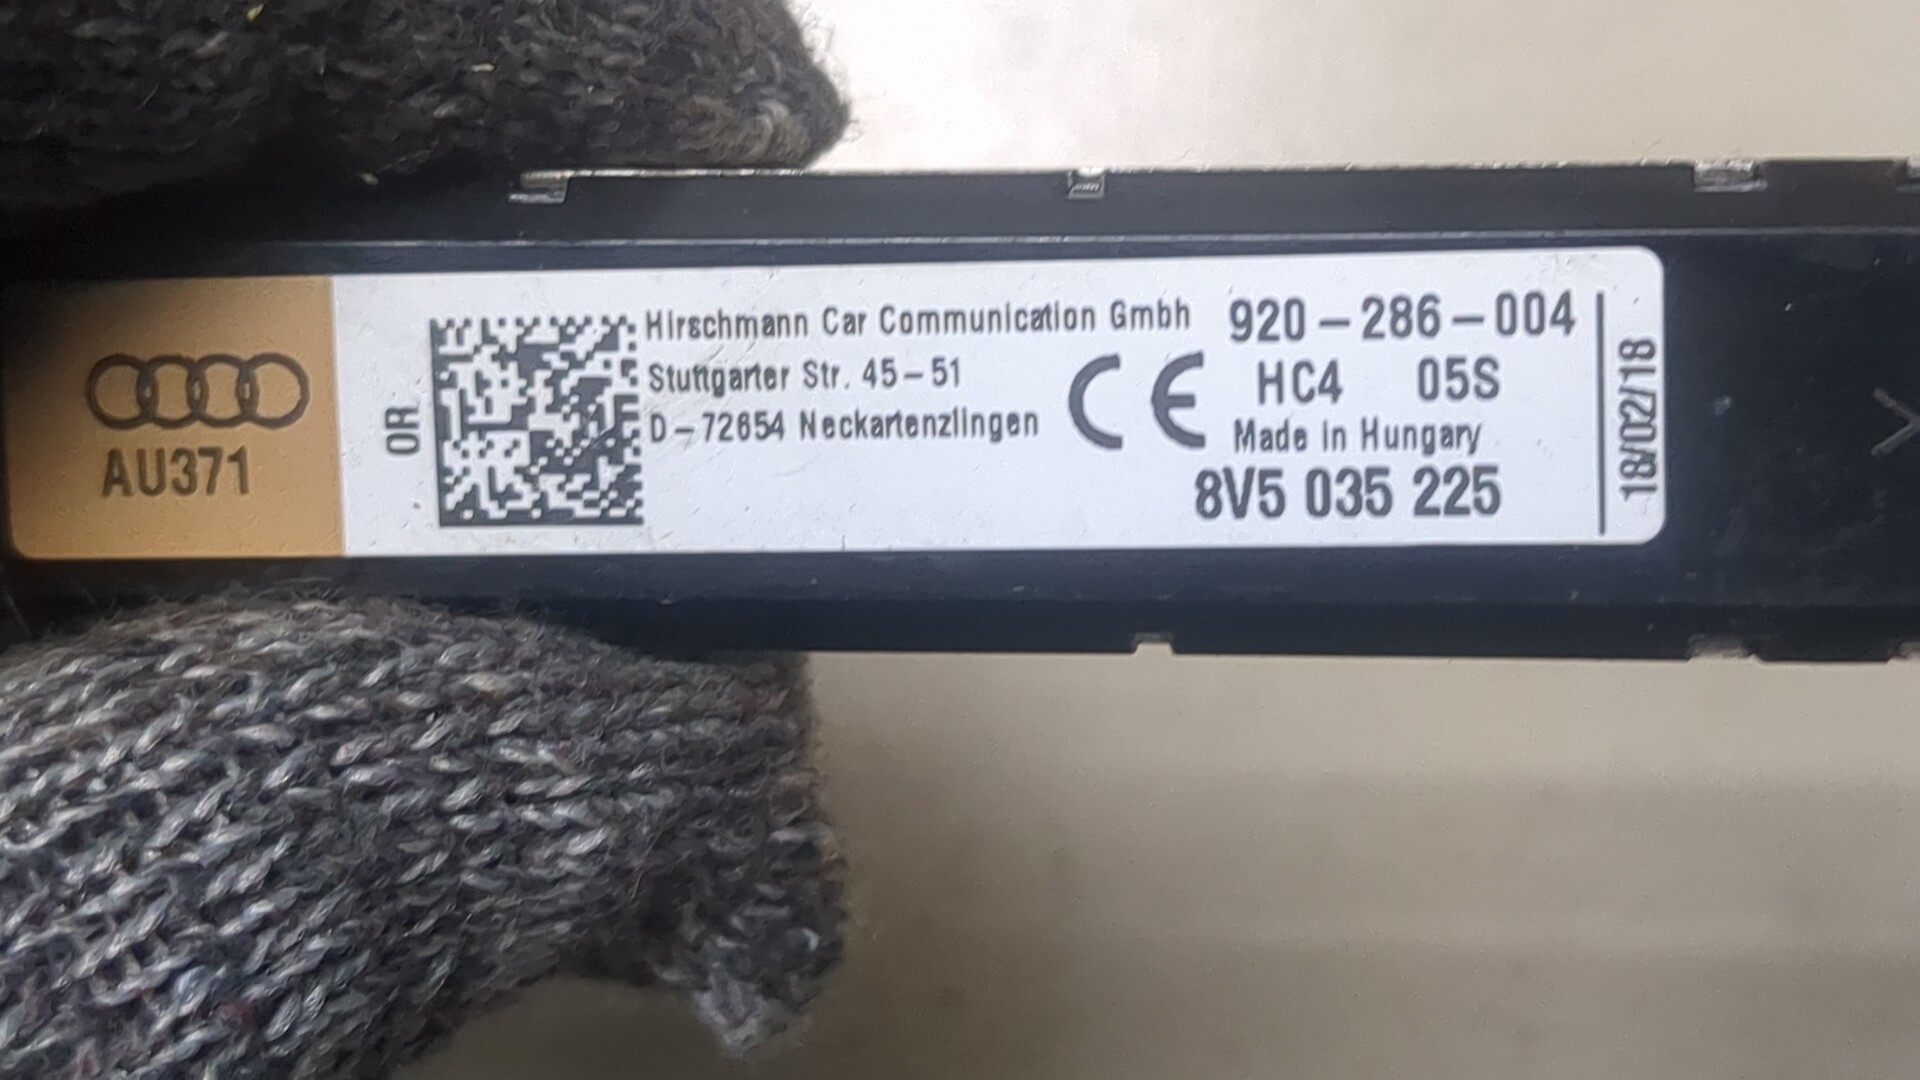 AU371
OR
Hirschmann Car Communication Gmbh
Stuttgarter Str. 45-51
D-72654 Neckartenzlingen
CE
920-286-004
HC4 05S
Made in Hungary
8V5 035 225
18/02/18